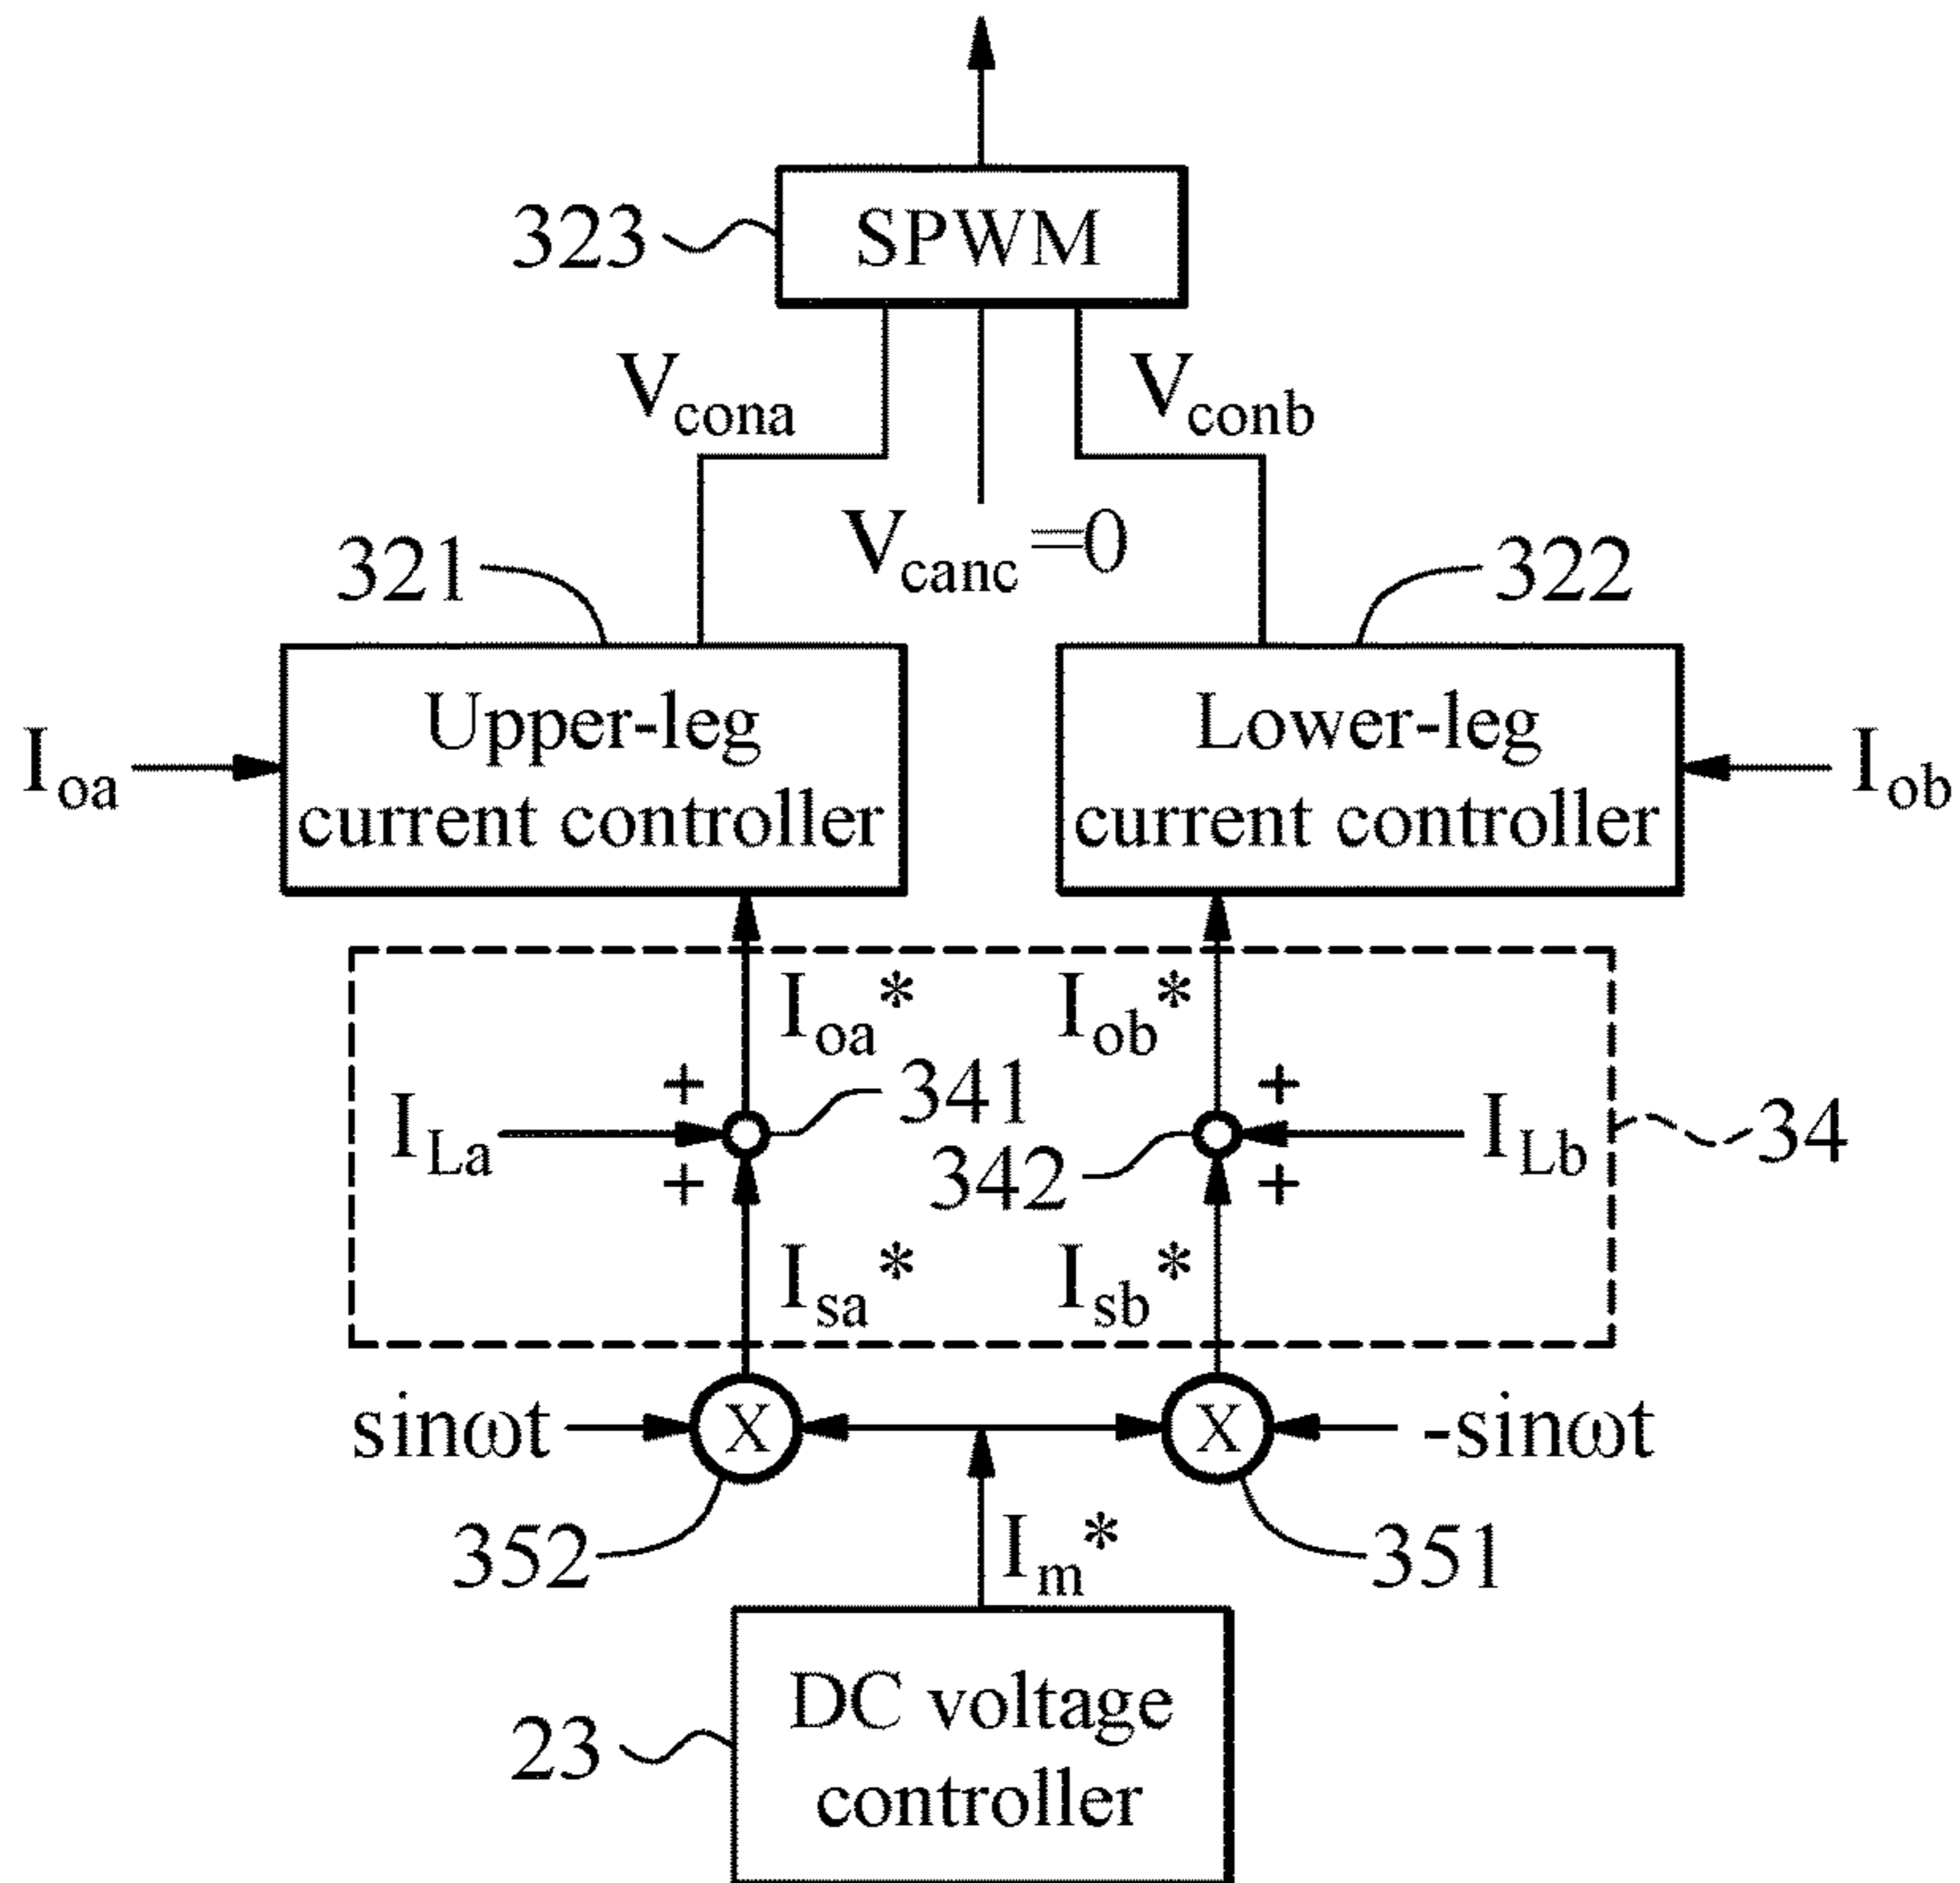 323
SPWM
Vcona
Vconb
Vcanc =0
321
322
Ioa
Upper-leg
current controller
Lower-leg
current controller
Iob
Ioa*
Iob*
+
341
+
ILa
ILb
34
+
342
+
Isa*
Isb*
sinωt
X
X
-sinωt
352
Im*
351
23
DC voltage
controller